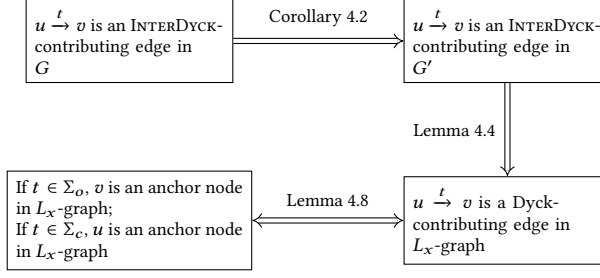 u →^t v is an INTERDYCK-
contributing edge in
G
Corollary 4.2
u →^t v is an INTERDYCK-
contributing edge in
G′
Lemma 4.4
If t ∈ Σ_o, v is an anchor node
in L_x-graph;
If t ∈ Σ_c, u is an anchor node
in L_x-graph
Lemma 4.8
u →^t v is a Dyck-
contributing edge in
L_x-graph